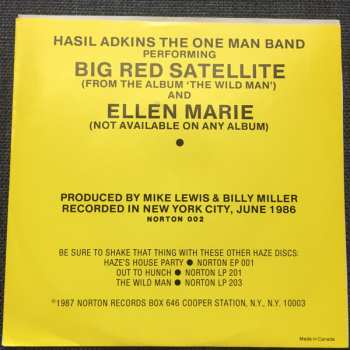 HASIL ADKINS THE ONE MAN BAND
PERFORMING
BIG RED SATELLITE
(FROM THE ALBUM 'THE WILD MAN')
AND
ELLEN MARIE
(NOT AVAILABLE ON ANY ALBUM)
●
PRODUCED BY MIKE LEWIS & BILLY MILLER
RECORDED IN NEW YORK CITY, JUNE 1986
NORTON 002
BE SURE TO SHAKE THAT THING WITH THESE OTHER HAZE DISCS:
HAZE'S HOUSE PARTY ● NORTON EP 001
OUT TO HUNCH ● NORTON LP 201
THE WILD MAN ● NORTON LP 203
©1987 NORTON RECORDS BOX 646 COOPER STATION, N.Y., N.Y. 10003
Made in Canada